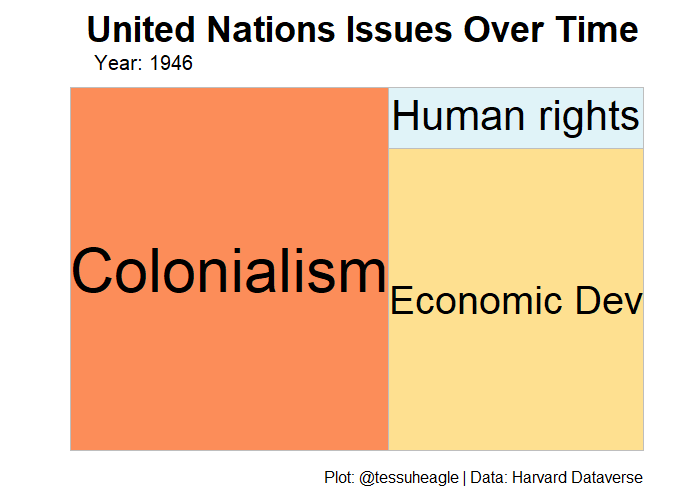 United Nations Issues Over Time
Year: 1946
Human rights
Colonialism
Economic Dev
Plot: @tessuheagle | Data: Harvard Dataverse